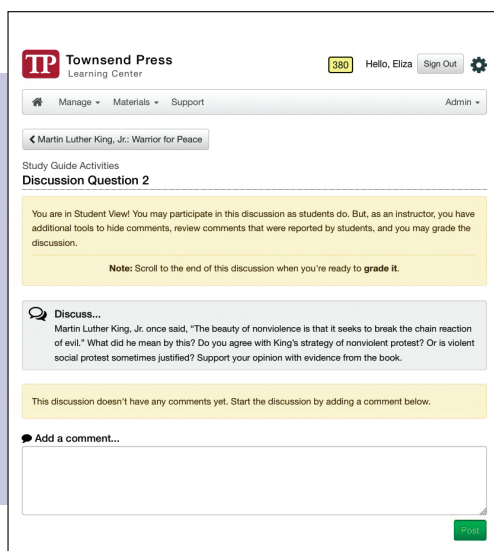 TP
Townsend Press
Learning Center
380
Hello, Eliza
Sign Out
Manage
Materials
Support
Admin
Martin Luther King, Jr.: Warrior for Peace
Study Guide Activities
Discussion Question 2
You are in Student View! You may participate in this discussion as students do. But, as an instructor, you have
additional tools to hide comments, review comments that were reported by students, and you may grade the
discussion.
Note: Scroll to the end of this discussion when you're ready to grade it.
Discuss...
Martin Luther King, Jr. once said, “The beauty of nonviolence is that it seeks to break the chain reaction
of evil.” What did he mean by this? Do you agree with King's strategy of nonviolent protest? Or is violent
social protest sometimes justified? Support your opinion with evidence from the book.
This discussion doesn't have any comments yet. Start the discussion by adding a comment below.
Add a comment...
Post